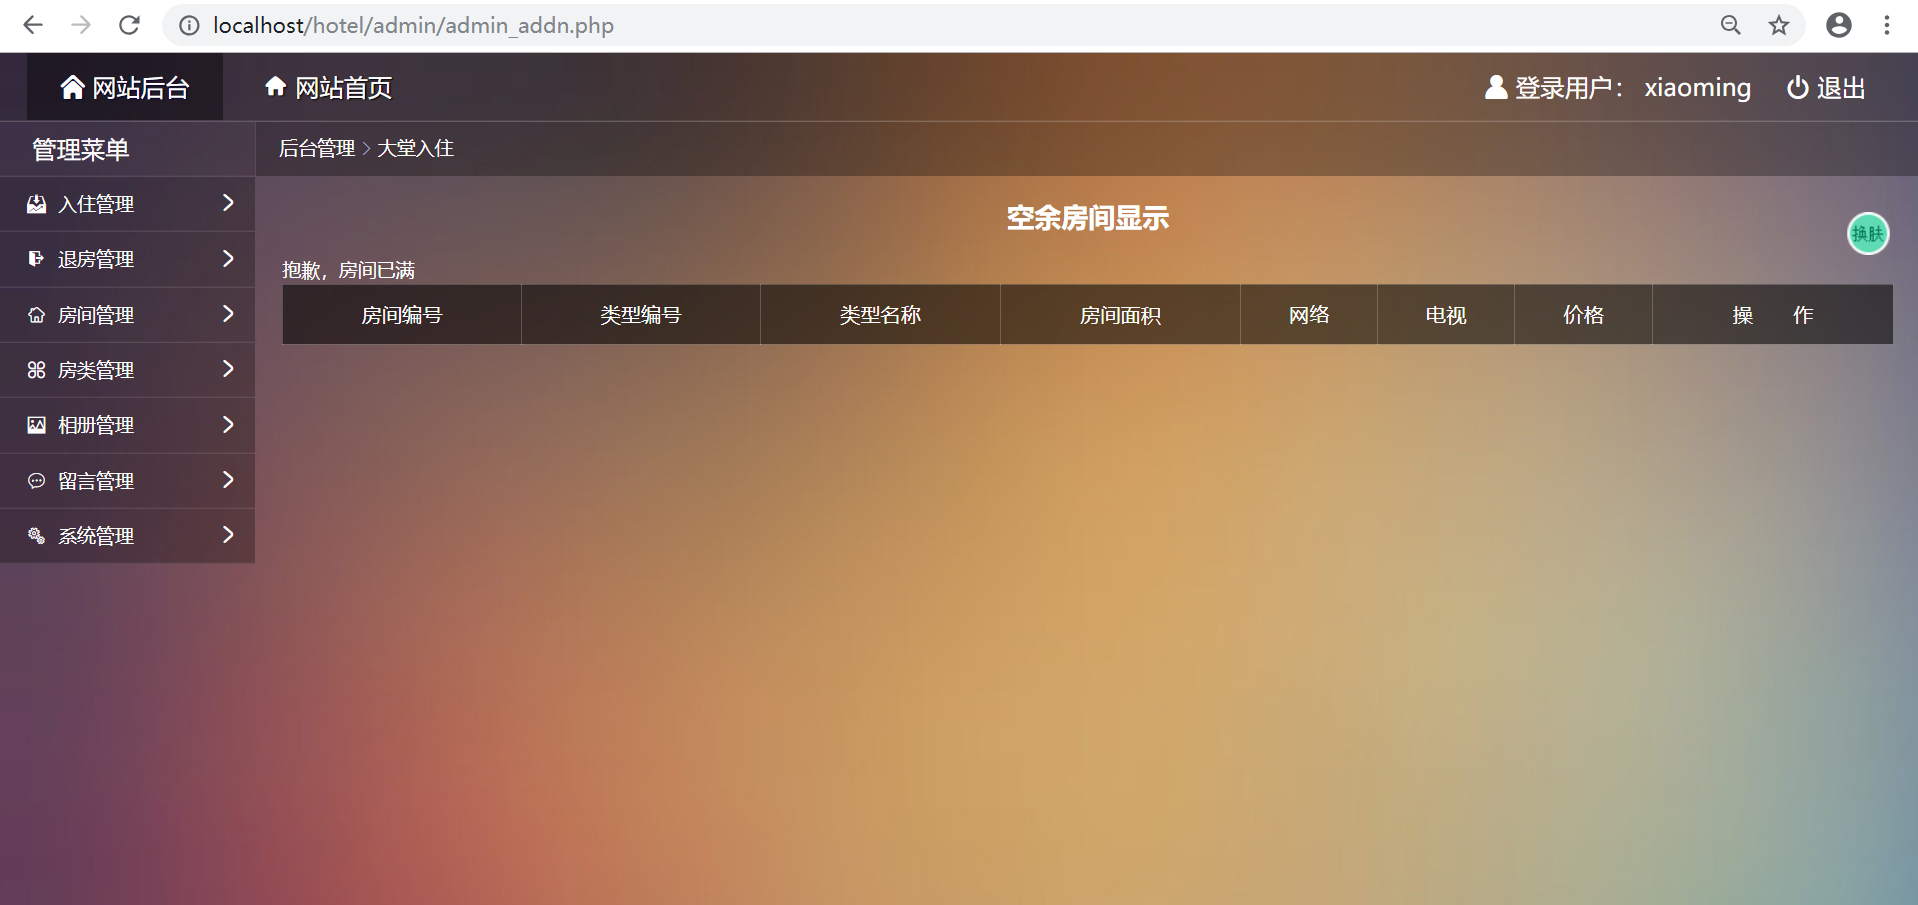 localhost/hotel/admin/admin_addn.php
网站后台 网站首页 登录用户： xiaoming 退出
管理菜单
后台管理 > 大堂入住
入住管理
退房管理
房间管理
房类管理
相册管理
留言管理
系统管理
空余房间显示
换肤
抱歉，房间已满
房间编号 类型编号 类型名称 房间面积 网络 电视 价格 操 作